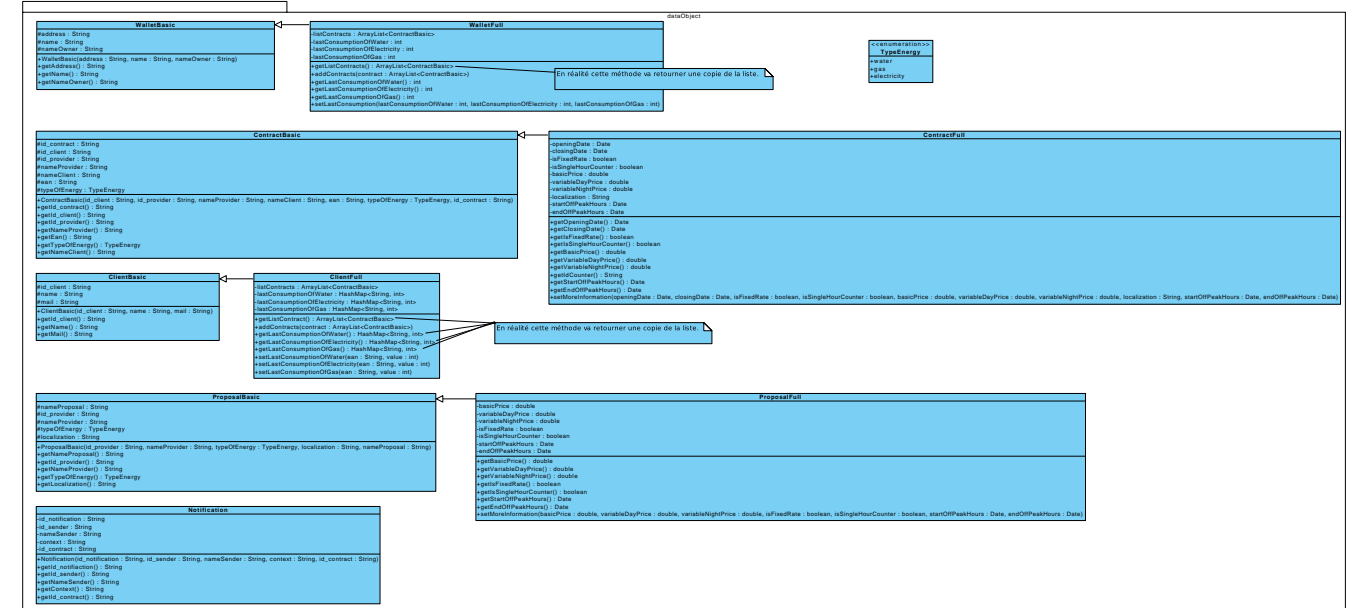 dataObject
WalletBasic
#address : String
#name : String
#nameOwner : String
+WalletBasic(address : String, name : String, nameOwner : String)
+getAddress() : String
+getName() : String
+getNameOwner() : String
WalletFull
-listContracts : ArrayList<ContractBasic>
-lastConsumptionOfWater : int
-lastConsumptionOfElectricity : int
-lastConsumptionOfGas : int
+getListContracts() : ArrayList<ContractBasic>
+addContracts(contract : ArrayList<ContractBasic>)
+getLastConsumptionOfWater() : int
+getLastConsumptionOfElectricity() : int
+getLastConsumptionOfGas() : int
+setLastConsumption(lastConsumptionOfWater : int, lastConsumptionOfElectricity : int, lastConsumptionOfGas : int)
En réalité cette méthode va retourner une copie de la liste.
<<enumeration>>
TypeEnergy
+water
+gas
+electricity
ContractBasic
#id_contract : String
#id_client : String
#id_provider : String
#nameProvider : String
#nameClient : String
#ean : String
#typeOfEnergy : TypeEnergy
+ContractBasic(id_client : String, id_provider : String, nameProvider : String, nameClient : String, ean : String, typeOfEnergy : TypeEnergy, id_contract : String)
+getId_contract() : String
+getId_client() : String
+getId_provider() : String
+getNameProvider() : String
+getEan() : String
+getTypeOfEnergy() : TypeEnergy
+getNameClient() : String
ContractFull
-openingDate : Date
-closingDate : Date
-isFixedRate : boolean
-isSingleHourCounter : boolean
-basicPrice : double
-variableDayPrice : double
-variableNightPrice : double
-localization : String
-startOffPeakHours : Date
-endOffPeakHours : Date
+getOpeningDate() : Date
+getClosingDate() : Date
+getIsFixedRate() : boolean
+getIsSingleHourCounter() : boolean
+getBasicPrice() : double
+getVariableDayPrice() : double
+getVariableNightPrice() : double
+getIdCounter() : String
+getStartOffPeakHours() : Date
+getEndOffPeakHours() : Date
+setMoreInformation(openingDate : Date, closingDate : Date, isFixedRate : boolean, isSingleHourCounter : boolean, basicPrice : double, variableDayPrice : double, variableNightPrice : double, localization : String, startOffPeakHours : Date, endOffPeakHours : Date)
ClientBasic
#id_client : String
#name : String
#mail : String
+ClientBasic(id_client : String, name : String, mail : String)
+getId_client() : String
+getName() : String
+getMail() : String
ClientFull
-listContracts : ArrayList<ContractBasic>
-lastConsumptionOfWater : HashMap<String, int>
-lastConsumptionOfElectricity : HashMap<String, int>
-lastConsumptionOfGas : HashMap<String, int>
+getListContract() : ArrayList<ContractBasic>
+addContracts(contract : ArrayList<ContractBasic>)
+getLastConsumptionOfWater() : HashMap<String, int>
+getLastConsumptionOfElectricity() : HashMap<String, int>
+getLastConsumptionOfGas() : HashMap<String, int>
+setLastConsumptionOfWater(ean : String, value : int)
+setLastConsumptionOfElectricity(ean : String, value : int)
+setLastConsumptionOfGas(ean : String, value : int)
En réalité cette méthode va retourner une copie de la liste.
ProposalBasic
#nameProposal : String
#id_provider : String
#nameProvider : String
#typeOfEnergy : TypeEnergy
#localization : String
+ProposalBasic(id_provider : String, nameProvider : String, typeOfEnergy : TypeEnergy, localization : String, nameProposal : String)
+getNameProposal() : String
+getId_provider() : String
+getNameProvider() : String
+getTypeOfEnergy() : TypeEnergy
+getLocalization() : String
ProposalFull
-basicPrice : double
-variableDayPrice : double
-variableNightPrice : double
-isFixedRate : boolean
-isSingleHourCounter : boolean
-startOffPeakHours : Date
-endOffPeakHours : Date
+getBasicPrice() : double
+getVariableDayPrice() : double
+getVariableNightPrice() : double
+getIsFixedRate() : boolean
+getIsSingleHourCounter() : boolean
+getStartOffPeakHours() : Date
+getEndOffPeakHours() : Date
+setMoreInformation(basicPrice : double, variableDayPrice : double, variableNightPrice : double, isFixedRate : boolean, isSingleHourCounter : boolean, startOffPeakHours : Date, endOffPeakHours : Date)
Notification
-id_notification : String
-id_sender : String
-nameSender : String
-context : String
-id_contract : String
+Notification(id_notification : String, id_sender : String, nameSender : String, context : String, id_contract : String)
+getId_notifiaction() : String
+getId_sender() : String
+getNameSender() : String
+getContext() : String
+getId_contract() : String